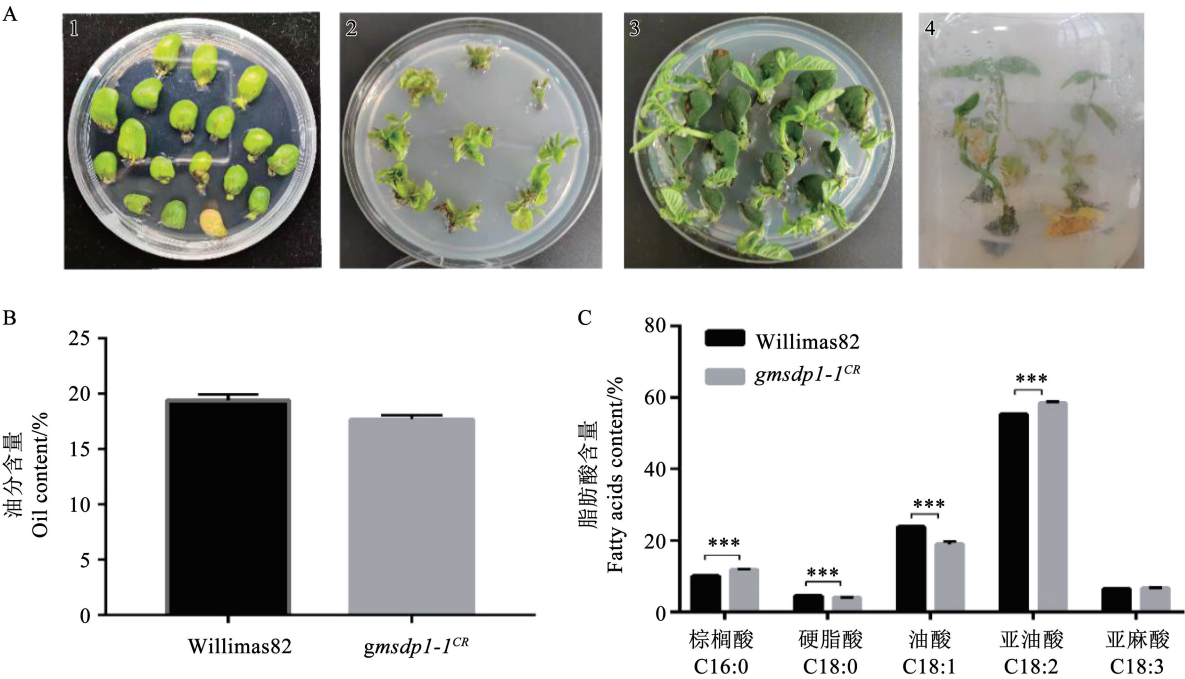 A
1
2
3
4
B
油分含量
Oil content/%
25
20
15
10
5
0
Willimas82
gmsdp1-1CR
C
脂肪酸含量
Fatty acids content/%
80
60
40
20
0
Willimas82
gmsdp1-1CR
***
***
***
***
棕榈酸
C16:0
硬脂酸
C18:0
油酸
C18:1
亚油酸
C18:2
亚麻酸
C18:3